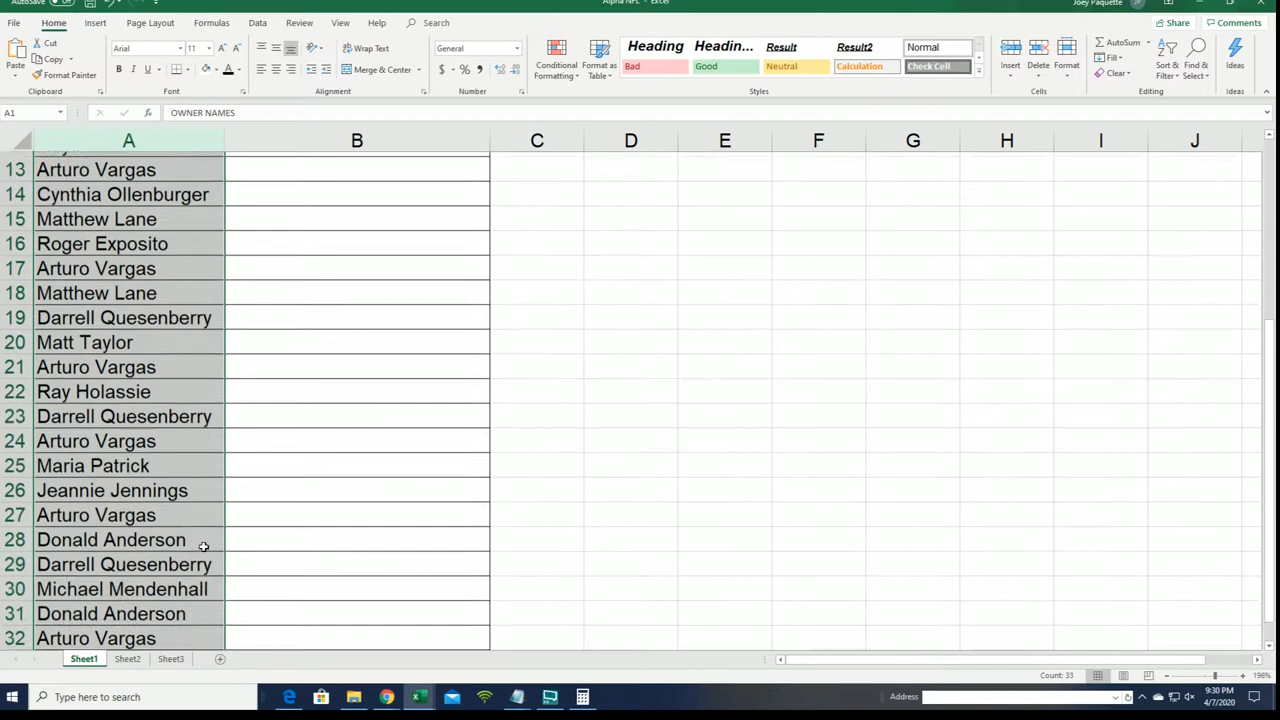 AutoSave Off Alpha NFL - Excel Joey Paquette JP
File Home Insert Page Layout Formulas Data Review View Help Search Share Comments
Paste Cut Copy Format Painter Clipboard
Arial 11 A A B I U A Font
Wrap Text Merge & Center Alignment
General $ % , Number
Conditional Formatting Format as Table
Heading Headin... Result Result2 Normal
Bad Good Neutral Calculation Check Cell
Styles
Insert Delete Format Cells
AutoSum Fill Clear Sort & Filter Find & Select Editing
Ideas Ideas
A1 fx OWNER NAMES
A B C D E F G H I J
13 Arturo Vargas
14 Cynthia Ollenburger
15 Matthew Lane
16 Roger Exposito
17 Arturo Vargas
18 Matthew Lane
19 Darrell Quesenberry
20 Matt Taylor
21 Arturo Vargas
22 Ray Holassie
23 Darrell Quesenberry
24 Arturo Vargas
25 Maria Patrick
26 Jeannie Jennings
27 Arturo Vargas
28 Donald Anderson
29 Darrell Quesenberry
30 Michael Mendenhall
31 Donald Anderson
32 Arturo Vargas
Sheet1 Sheet2 Sheet3
Count: 33 196%
Type here to search Address 9:30 PM
4/7/2020